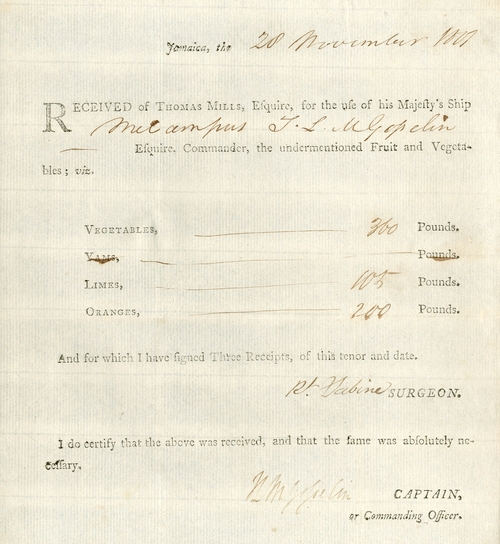 Jamaica, the 28 November
RECEIVED of THOMAS MILLS, Eſquire, for the uſe of his Majeſty's Ship
Melampus
Eſquire, Commander, the undermentioned Fruit and Vegeta-
bles; viz.
VEGETABLES, 360 Pounds.
YAMS, Pounds.
LIMES, 105 Pounds.
ORANGES, 200 Pounds.
And for which I have ſigned Three Receipts, of this tenor and date.
Rt. Sabine SURGEON.
I do certify that the above was received, and that the ſame was abſolutely ne-
ceſſary.
CAPTAIN,
or Commanding Officer.